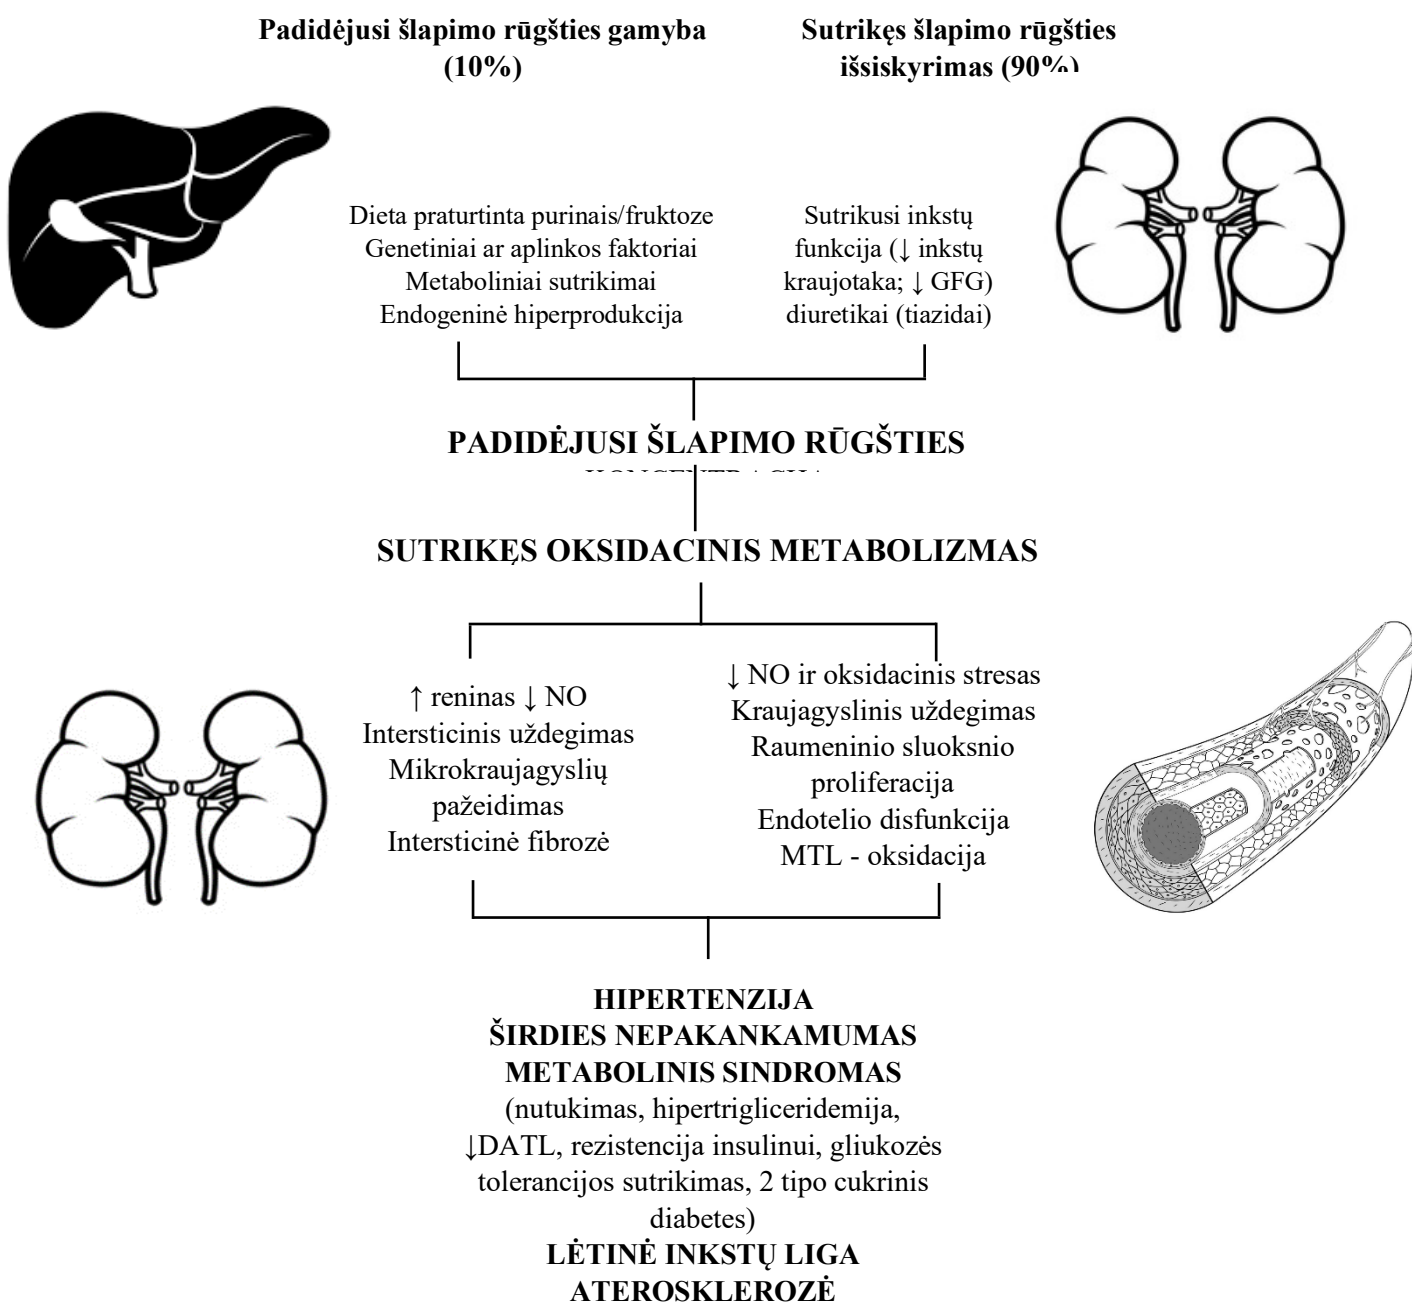 Padidėjusi šlapimo rūgšties gamyba
(10%)
Sutrikęs šlapimo rūgšties
išsiskyrimas (90%)
Dieta praturtinta purinais/fruktoze
Genetiniai ar aplinkos faktoriai
Metaboliniai sutrikimai
Endogeninė hiperprodukcija
Sutrikusi inkstų
funkcija (↓ inkstų
kraujotaka; ↓ GFG)
diuretikai (tiazidai)
PADIDĖJUSI ŠLAPIMO RŪGŠTIES
SUTRIKĘS OKSIDACINIS METABOLIZMAS
↑ reninas ↓ NO
Intersticinis uždegimas
Mikrokraujagyslių
pažeidimas
Intersticinė fibrozė
↓ NO ir oksidacinis stresas
Kraujagyslinis uždegimas
Raumeninio sluoksnio
proliferacija
Endotelio disfunkcija
MTL - oksidacija
HIPERTENZIJA
ŠIRDIES NEPAKANKAMUMAS
METABOLINIS SINDROMAS
(nutukimas, hipertrigliceridemija,
↓DATL, rezistencija insulinui, gliukozės
tolerancijos sutrikimas, 2 tipo cukrinis
diabetes)
LĖTINĖ INKSTŲ LIGA
ATEROSKLEROZĖ